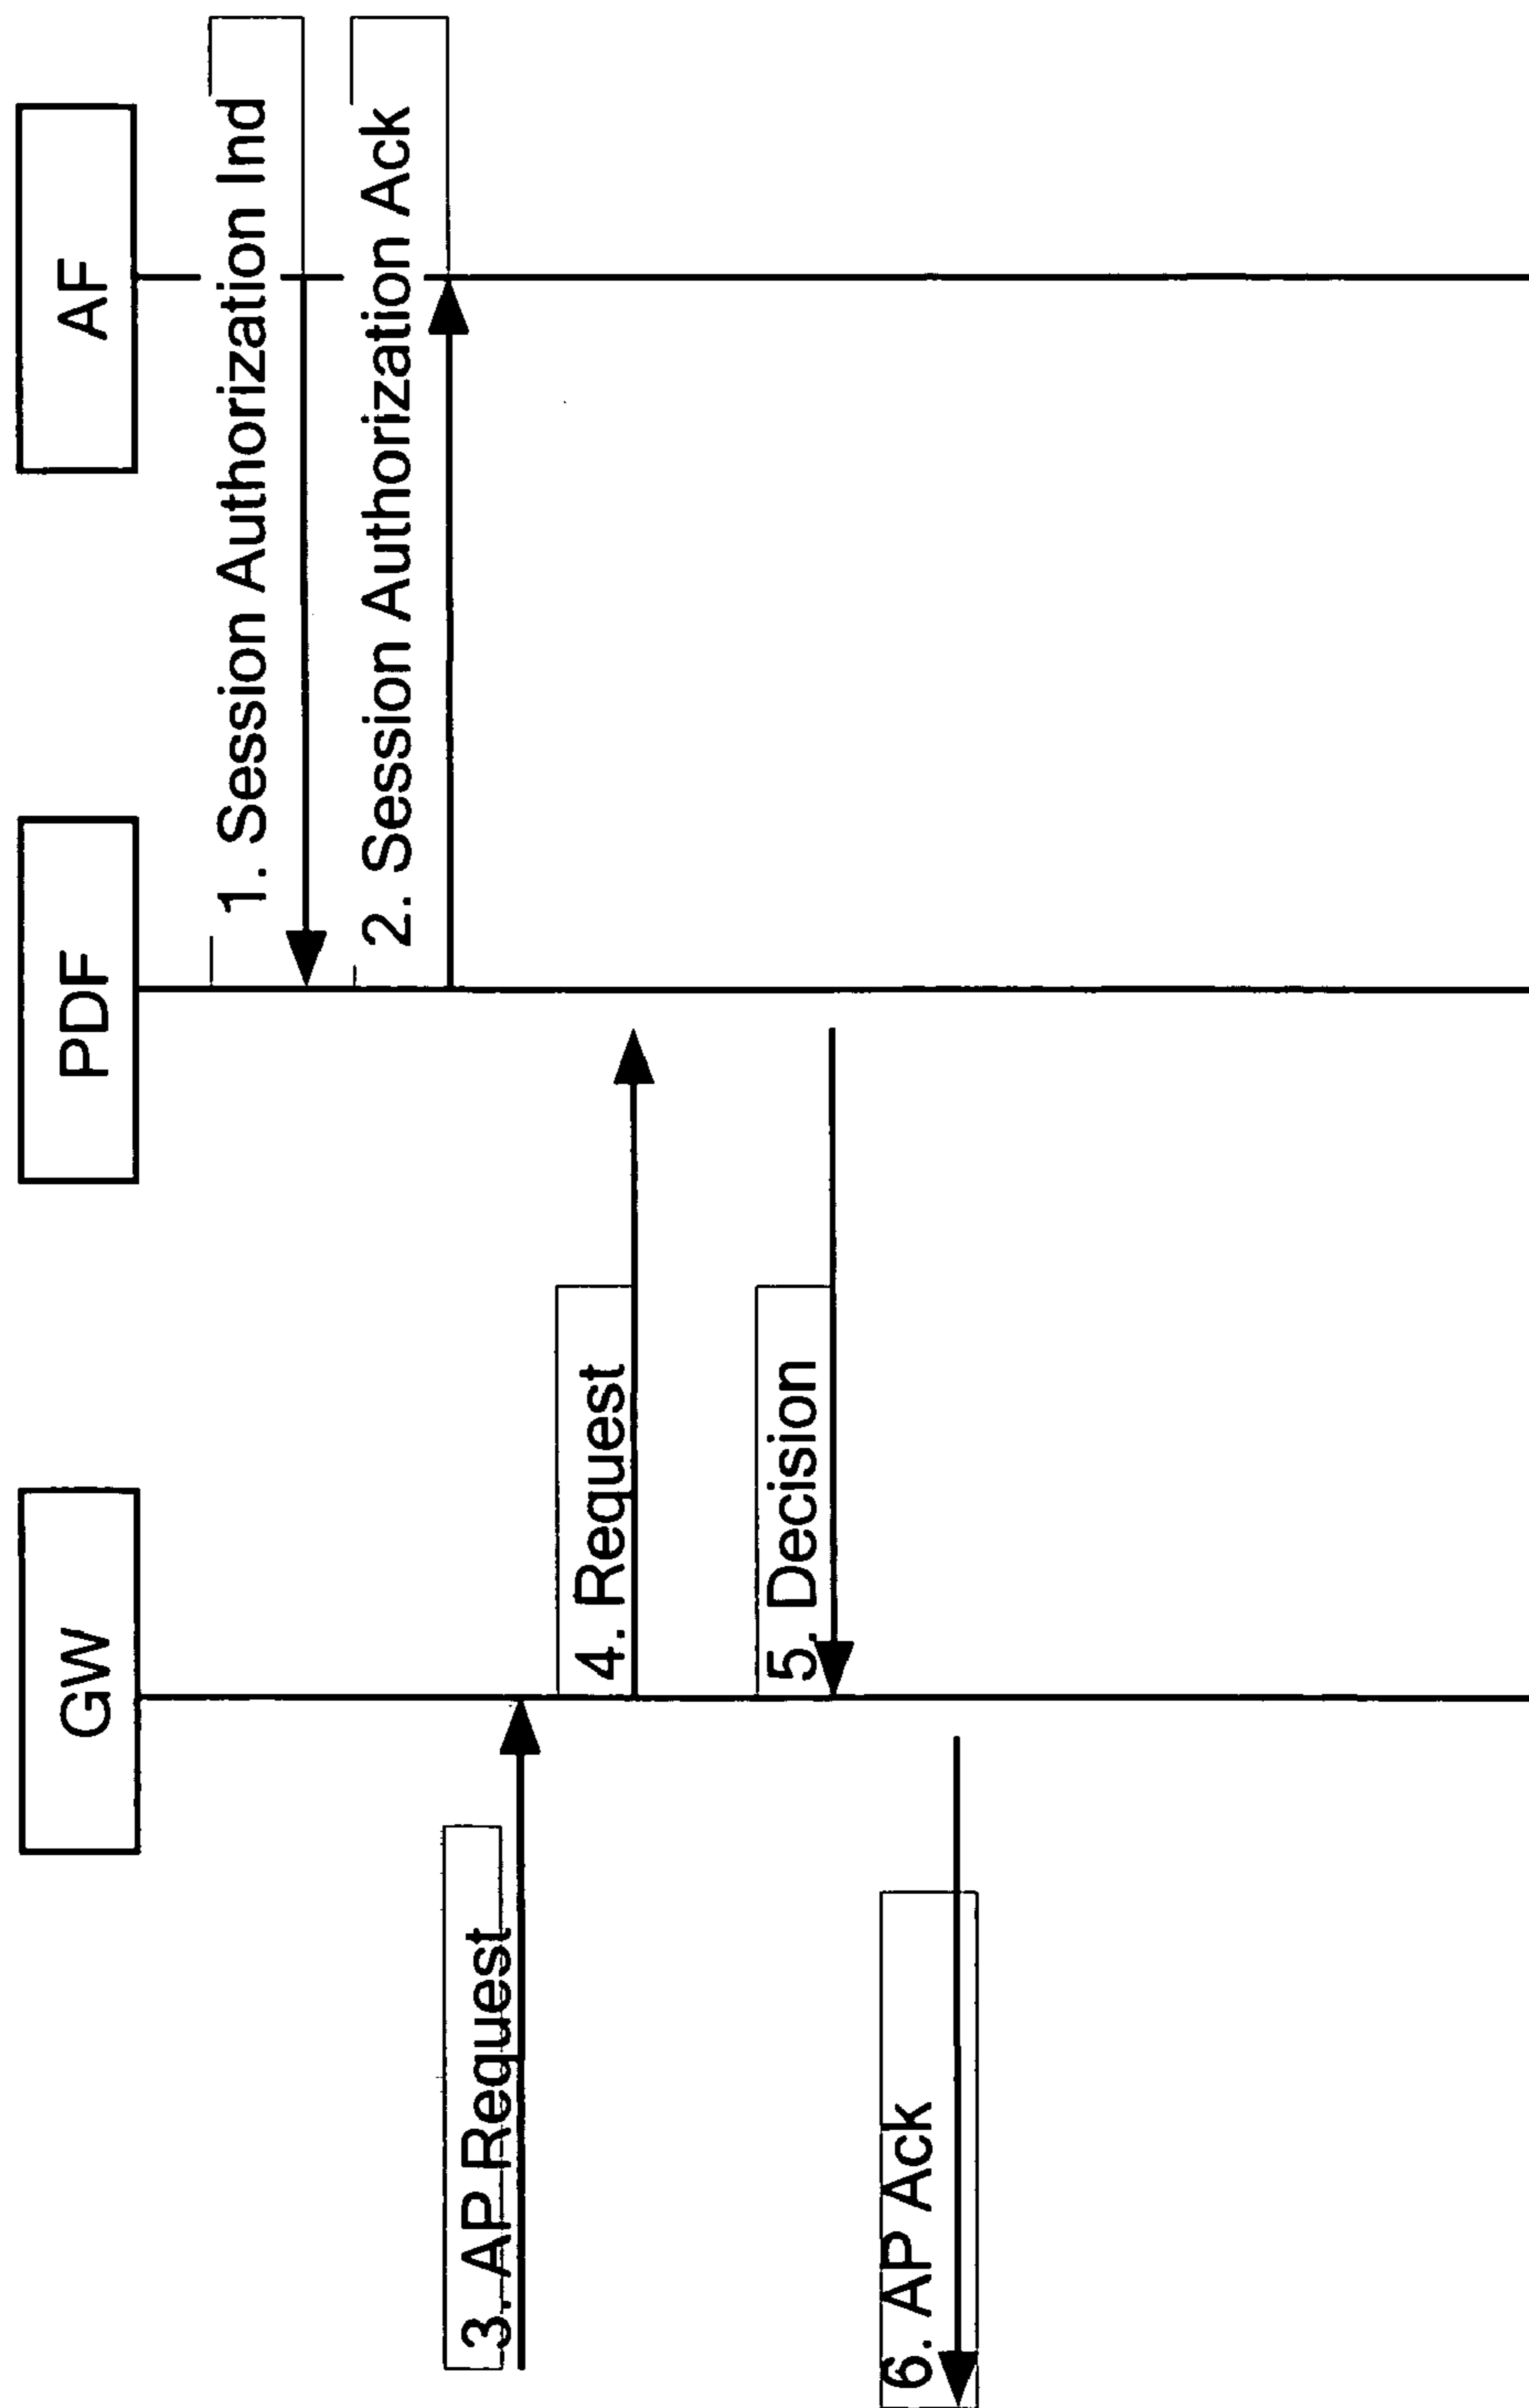 GW
PDF
AF
1. Session Authorization Ind
2. Session Authorization Ack
3. AP Request
4. Request
5. Decision
6. AP Ack